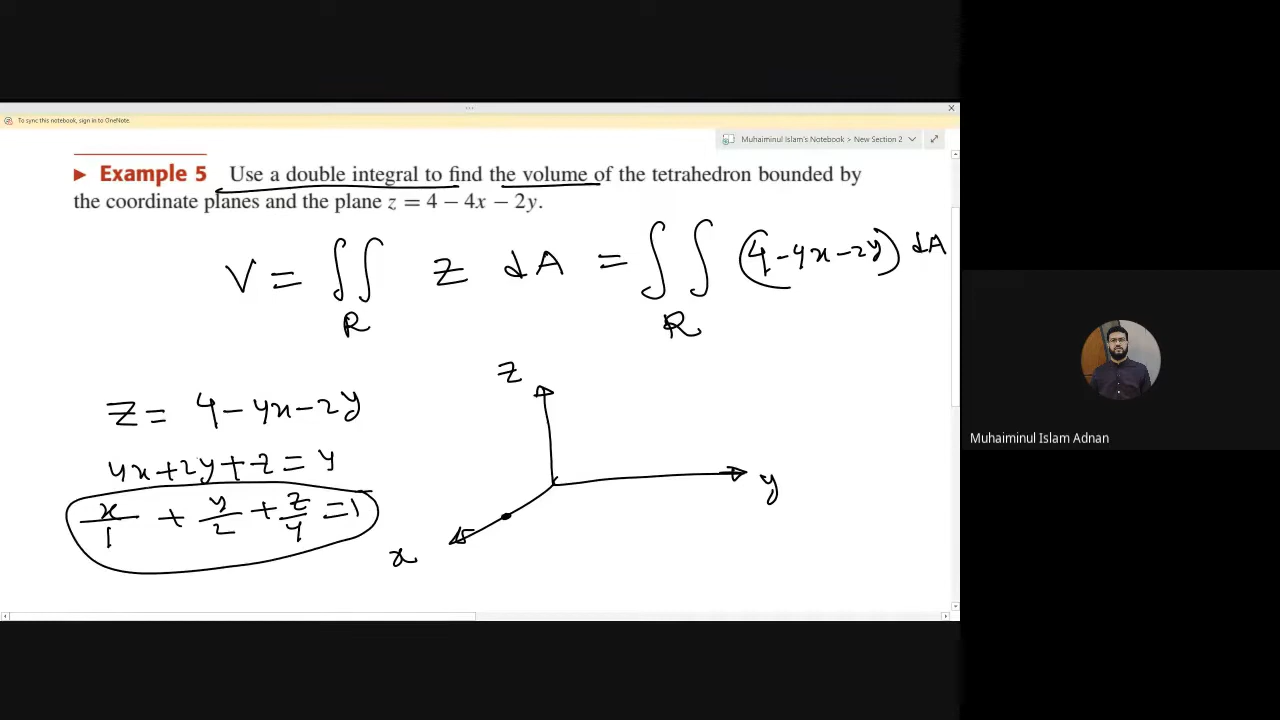 To sync this notebook, sign in to OneNote.
Muhaiminul Islam's Notebook > New Section 2
▶ Example 5 Use a double integral to find the volume of the tetrahedron bounded by
the coordinate planes and the plane z = 4 − 4x − 2y.
V = ∬ z dA = ∬ (4-4x-2y) dA
R R
z
z = 4-4x-2y
4x+2y+z=4
x/1 + y/2 + z/4 = 1
y
x
Muhaiminul Islam Adnan